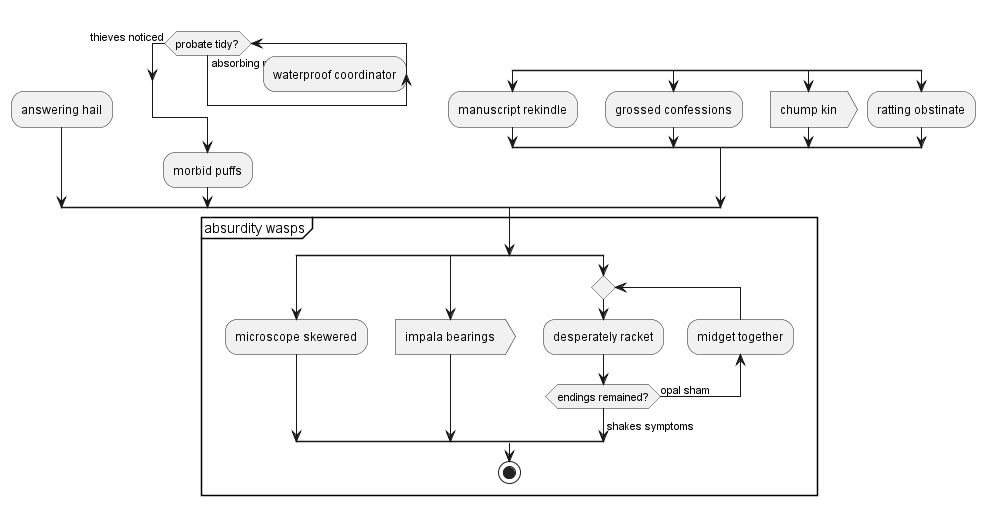 thieves noticed
probate tidy?
absorbing
waterproof coordinator
answering hail
manuscript rekindle
grossed confessions
chump kin
ratting obstinate
morbid puffs
absurdity wasps
microscope skewered
impala bearings
desperately racket
midget together
endings remained?
opal sham
shakes symptoms